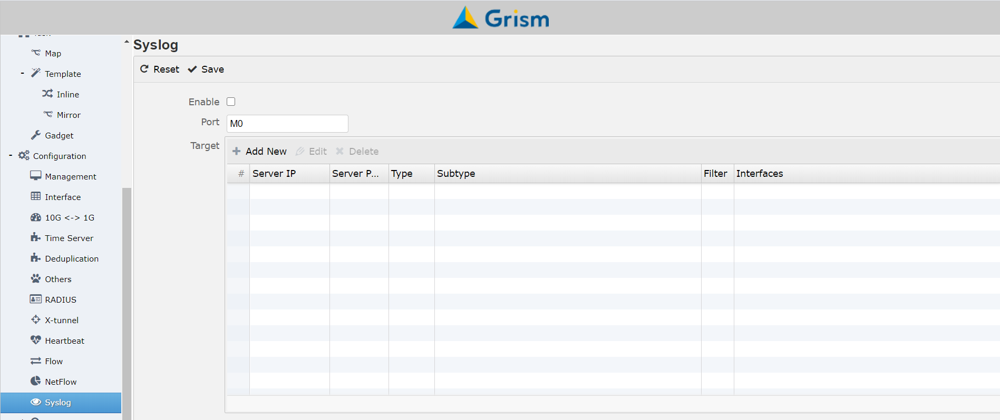 Grism
Map
Template
Inline
Mirror
Gadget
Configuration
Management
Interface
10G <-> 1G
Time Server
Deduplication
Others
RADIUS
X-tunnel
Heartbeat
Flow
NetFlow
Syslog
Syslog
Reset Save
Enable
Port M0
Target
Add New Edit Delete
# Server IP Server P... Type Subtype Filter Interfaces